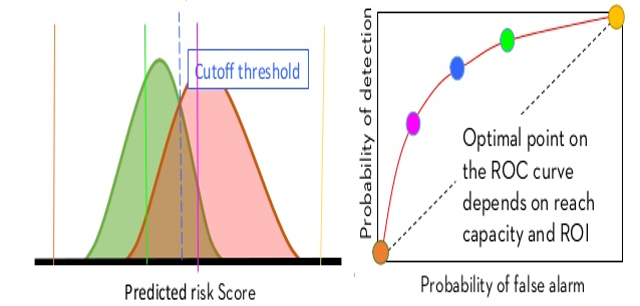 Cutoff threshold
Predicted risk Score
Probability of detection
Optimal point on
the ROC curve
depends on reach
capacity and ROI
Probability of false alarm